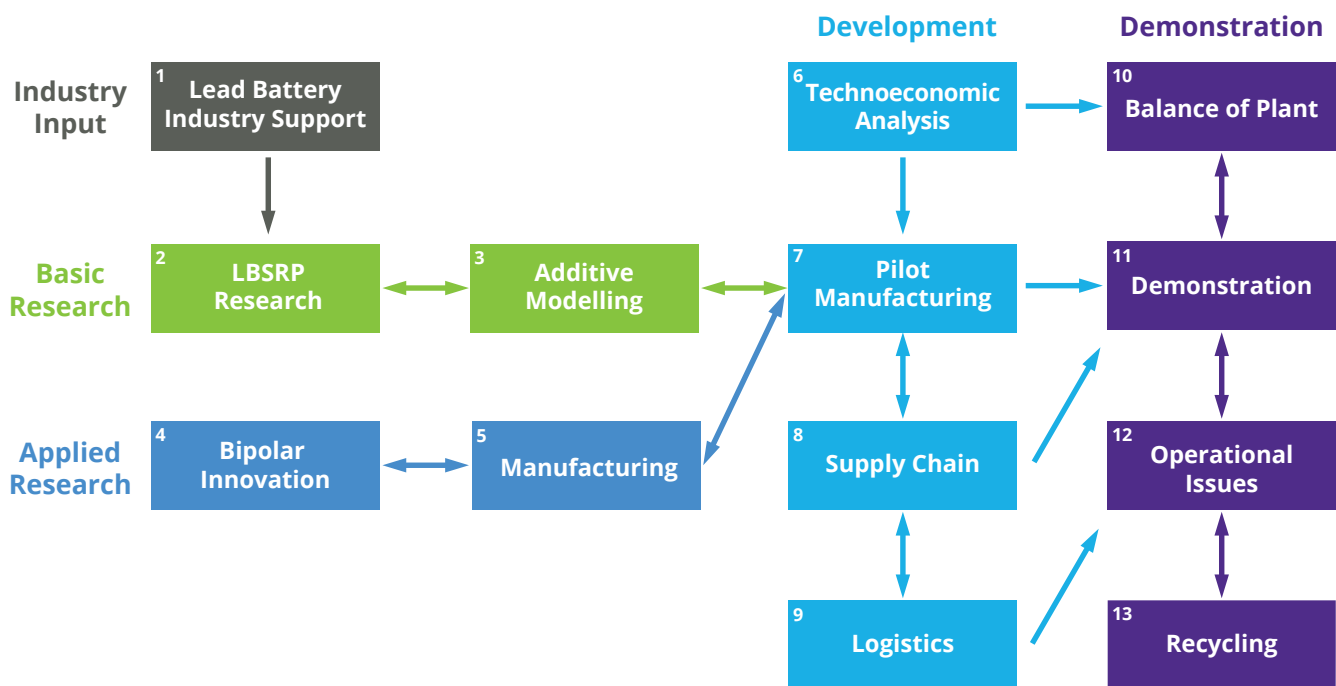 Development
Demonstration
Industry
Input
1
Lead Battery
Industry Support
6
Technoeconomic
Analysis
10
Balance of Plant
Basic
Research
2
LBSRP
Research
3
Additive
Modelling
7
Pilot
Manufacturing
11
Demonstration
Applied
Research
4
Bipolar
Innovation
5
Manufacturing
8
Supply Chain
12
Operational
Issues
9
Logistics
13
Recycling